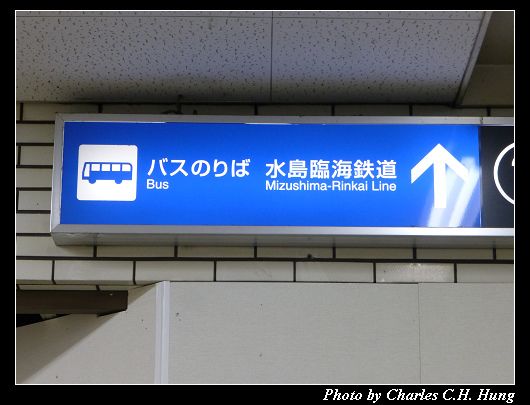 バスのりば 水島臨海鉄道
Bus Mizushima-Rinkai Line
Photo by Charles C.H. Hung